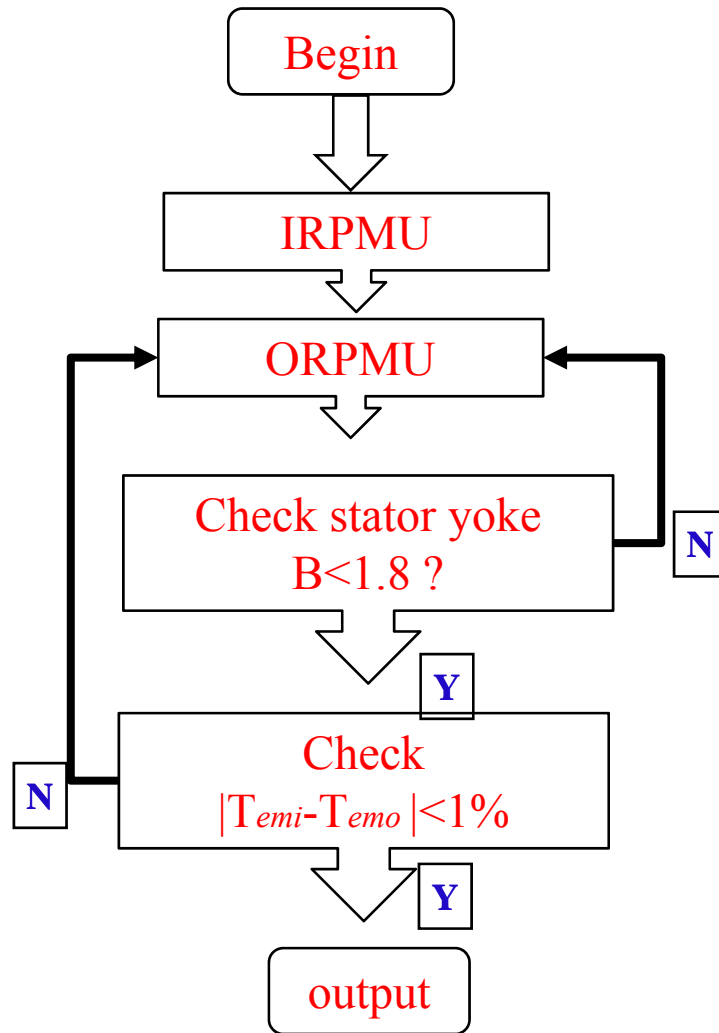 Begin
IRPMU
ORPMU
Check stator yoke
B<1.8 ?
N
Y
Check
|Temi-Temo |<1%
N
Y
output